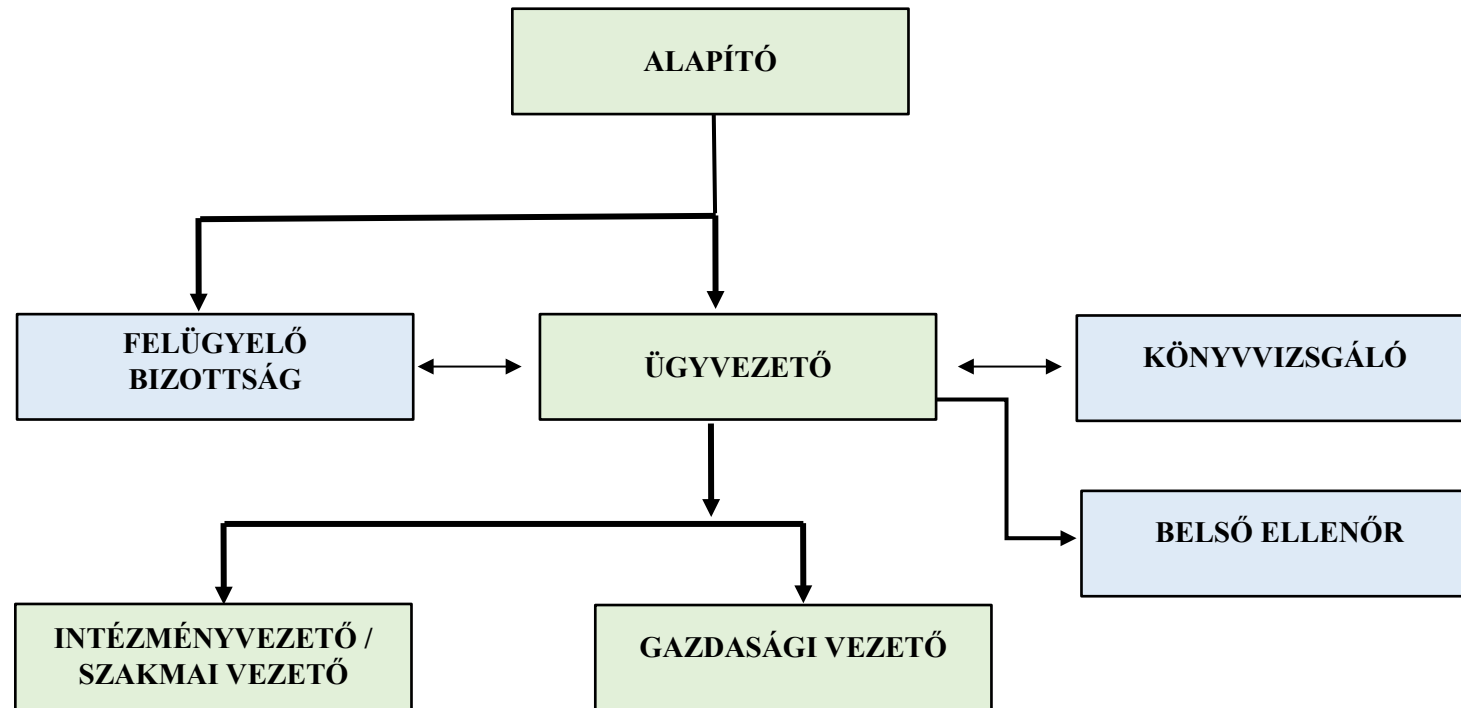 ALAPÍTÓ
FELÜGYELŐ
BIZOTTSÁG
ÜGYVEZETŐ
KÖNYVVIZSGÁLÓ
BELSŐ ELLENŐR
INTÉZMÉNYVEZETŐ /
SZAKMAI VEZETŐ
GAZDASÁGI VEZETŐ